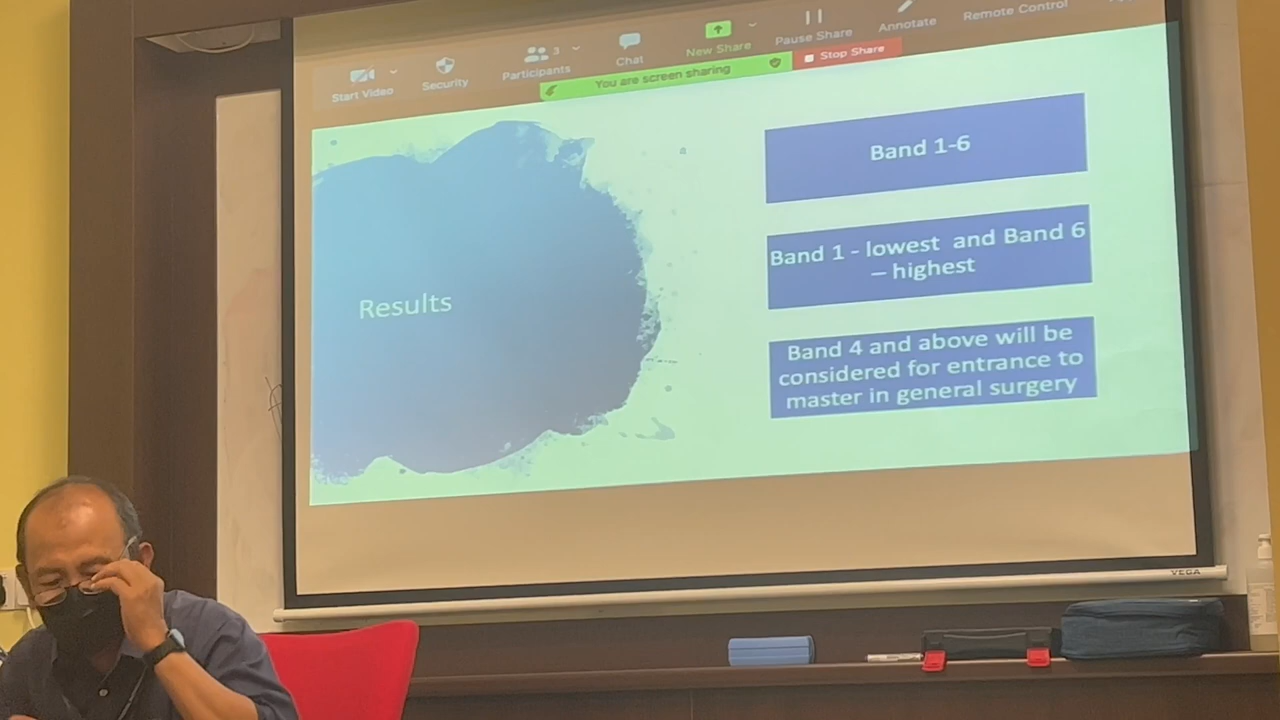 Start Video
Security
Participants
3
Chat
New Share
Pause Share
Annotate
Remote Control
You are screen sharing
Stop Share
Results
Band 1-6
Band 1 - lowest and Band 6
– highest
Band 4 and above will be
considered for entrance to
master in general surgery
VEGA